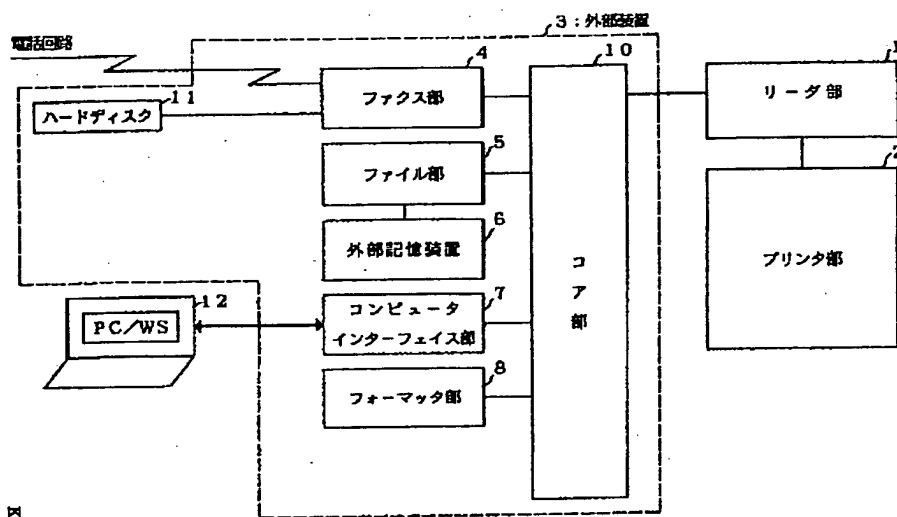 3：外部装置
電話回路
4
10
1
11
ファクス部
リーダ部
ハードディスク
5
2
ファイル部
6
外部記憶装置
コア部
プリンタ部
12
7
PC／WS
コンピュータ
インターフェイス部
8
フォーマッタ部